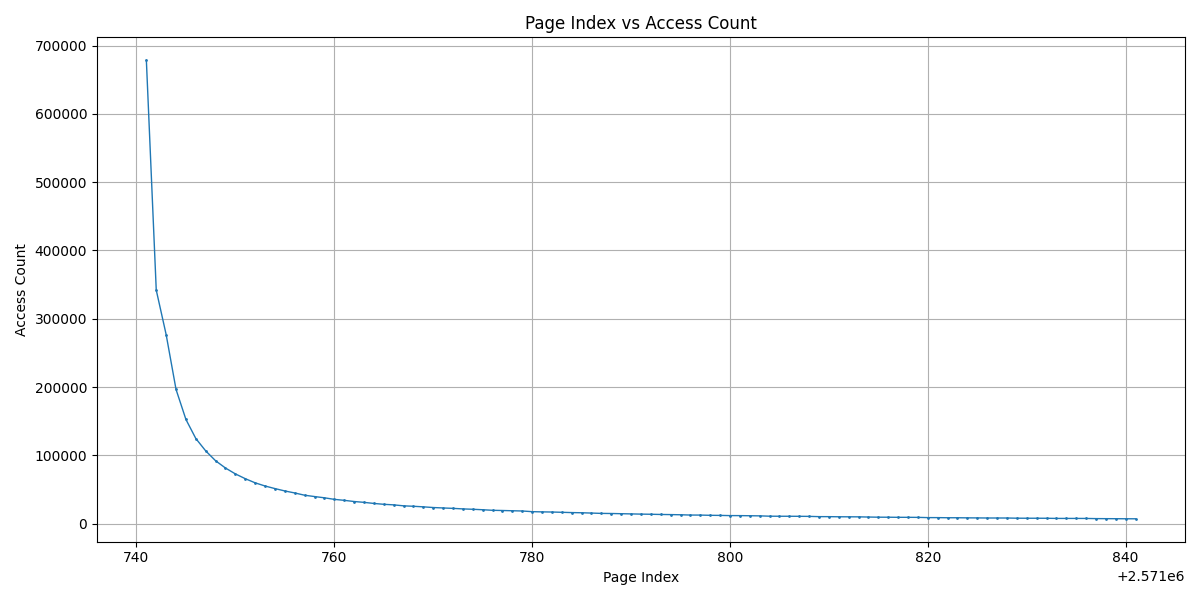 Page Index vs Access Count
700000
600000
500000
400000
300000
200000
100000
0
Access Count
740 760 780 800 820 840
Page Index
+2.571e6